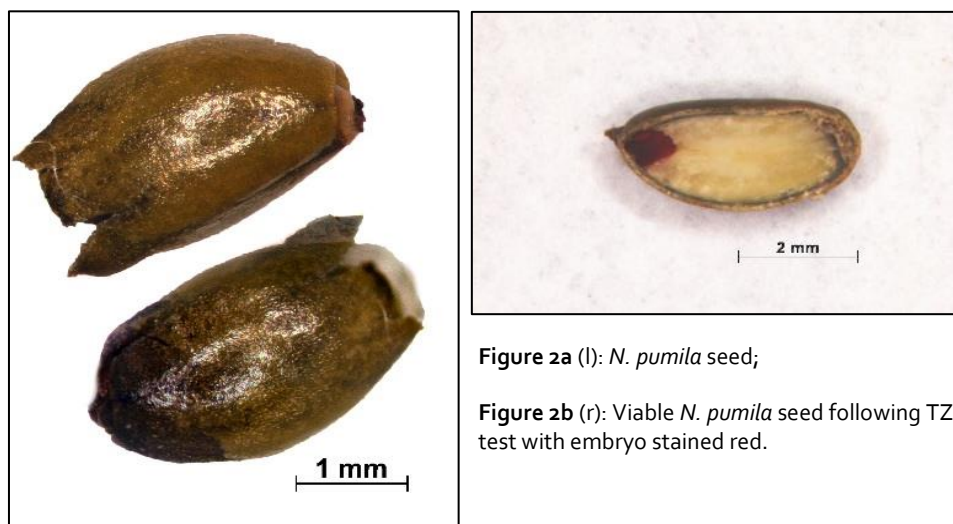 1 mm
2 mm
Figure 2a (l): N. pumila seed;
Figure 2b (r): Viable N. pumila seed following TZ
test with embryo stained red.